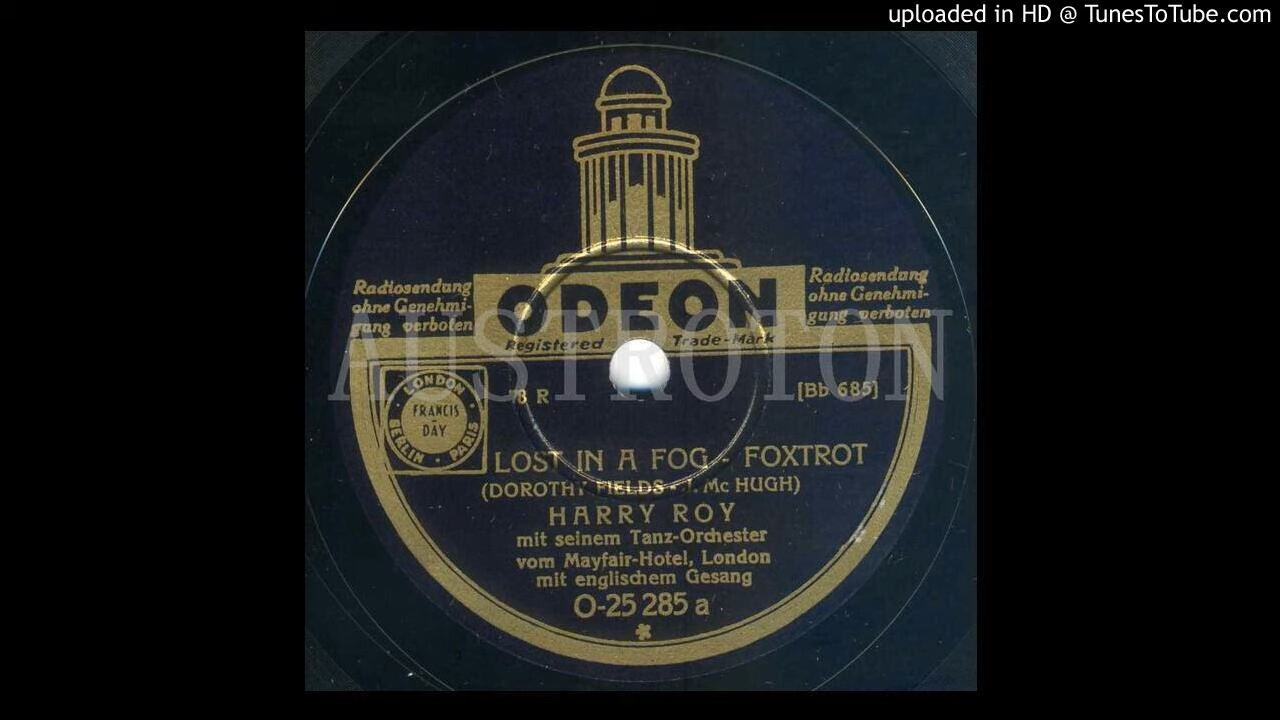 uploaded in HD @ TunesToTube.com
Radiosendung
ohne Genehmi-
gung verboten
ODEON
Registered Trade-Mark
Radiosendung
ohne Genehmi-
gung verboten
AUSTROTON
LONDON
FRANCIS
DAY
BERLIN · PARIS
R
[Bb 685]
LOST IN A FOG - FOXTROT
(DOROTHY FIELDS - J. Mc HUGH)
HARRY ROY
mit seinem Tanz-Orchester
vom Mayfair-Hotel, London
mit englischem Gesang
O-25 285 a